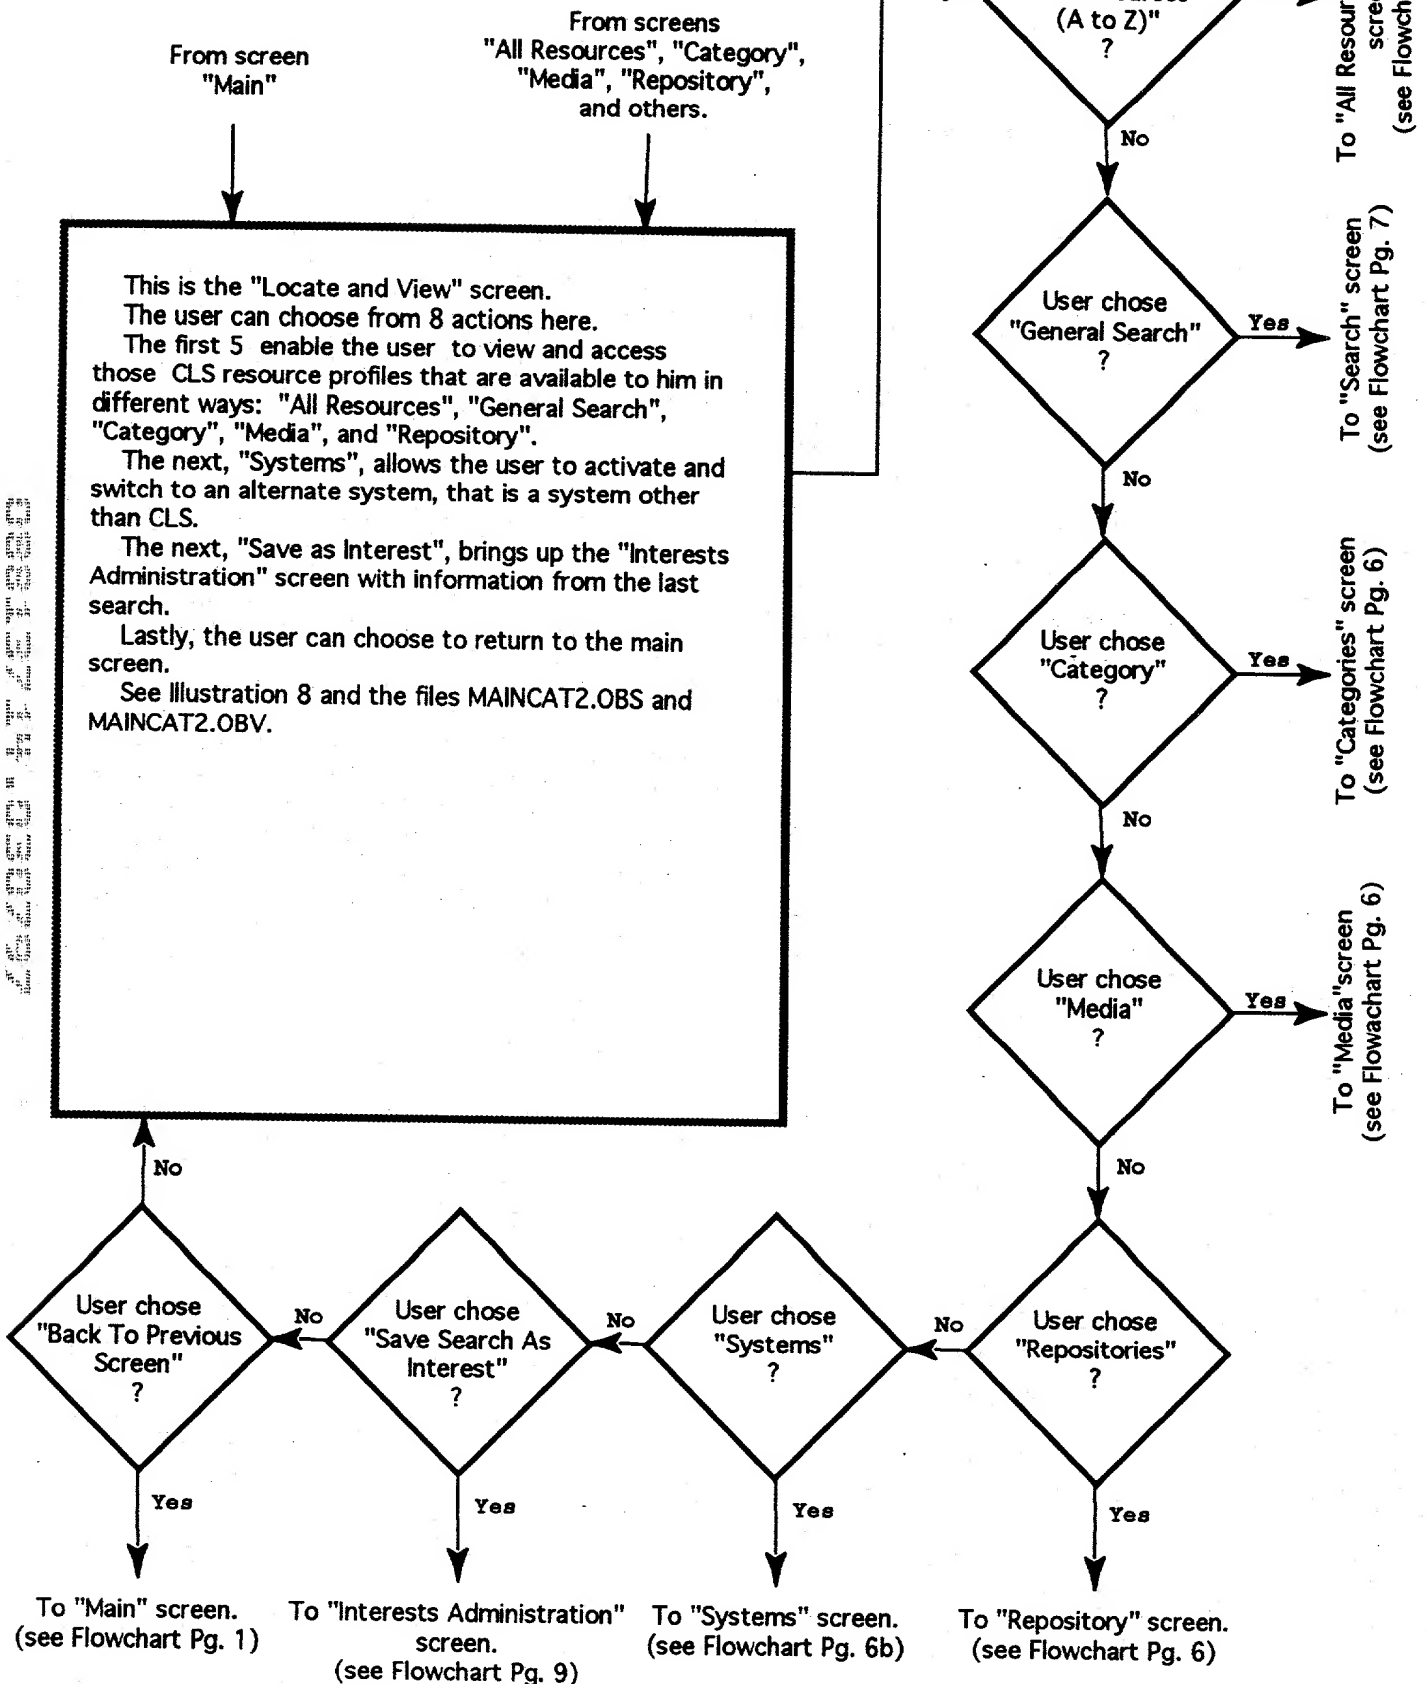 From screen
"Main"
From screens
"All Resources", "Category",
"Media", "Repository",
and others.
This is the "Locate and View" screen.
The user can choose from 8 actions here.
The first 5 enable the user to view and access
those CLS resource profiles that are available to him in
different ways: "All Resources", "General Search",
"Category", "Media", and "Repository".
The next, "Systems", allows the user to activate and
switch to an alternate system, that is a system other
than CLS.
The next, "Save as Interest", brings up the "Interests
Administration" screen with information from the last
search.
Lastly, the user can choose to return to the main
screen.
See Illustration 8 and the files MAINCAT2.OBS and
MAINCAT2.OBV.
(A to Z)"
?
No
To "All Resour
scre
(see Flowch
User chose
"General Search"
?
Yes
To "Search" screen
(see Flowchart Pg. 7)
No
User chose
"Category"
?
Yes
To "Categories" screen
(see Flowchart Pg. 6)
No
User chose
"Media"
?
Yes
To "Media"screen
(see Flowachart Pg. 6)
No
User chose
"Repositories"
?
No
Yes
To "Repository" screen.
(see Flowchart Pg. 6)
User chose
"Systems"
?
No
Yes
To "Systems" screen.
(see Flowchart Pg. 6b)
User chose
"Save Search As
Interest"
?
No
Yes
To "Interests Administration"
screen.
(see Flowchart Pg. 9)
User chose
"Back To Previous
Screen"
?
No
Yes
To "Main" screen.
(see Flowchart Pg. 1)